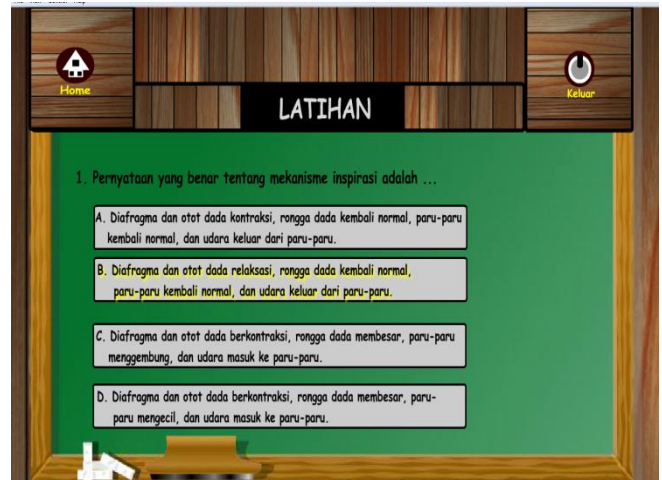 Home
Keluar
LATIHAN
1. Pernyataan yang benar tentang mekanisme inspirasi adalah ...
A. Diafragma dan otot dada kontraksi, rongga dada kembali normal, paru-paru
kembali normal, dan udara keluar dari paru-paru.
B. Diafragma dan otot dada relaksasi, rongga dada kembali normal,
paru-paru kembali normal, dan udara keluar dari paru-paru.
C. Diafragma dan otot dada berkontraksi, rongga dada membesar, paru-paru
menggembung, dan udara masuk ke paru-paru.
D. Diafragma dan otot dada berkontraksi, rongga dada membesar, paru-
paru mengecil, dan udara masuk ke paru-paru.